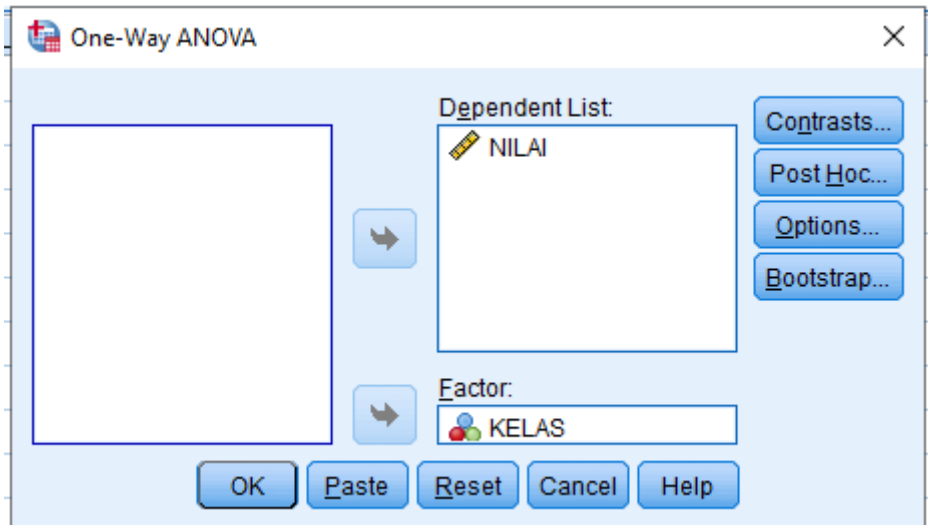 One-Way ANOVA
Dependent List:
NILAI
Contrasts...
Post Hoc...
Options...
Bootstrap...
Factor:
KELAS
OK Paste Reset Cancel Help